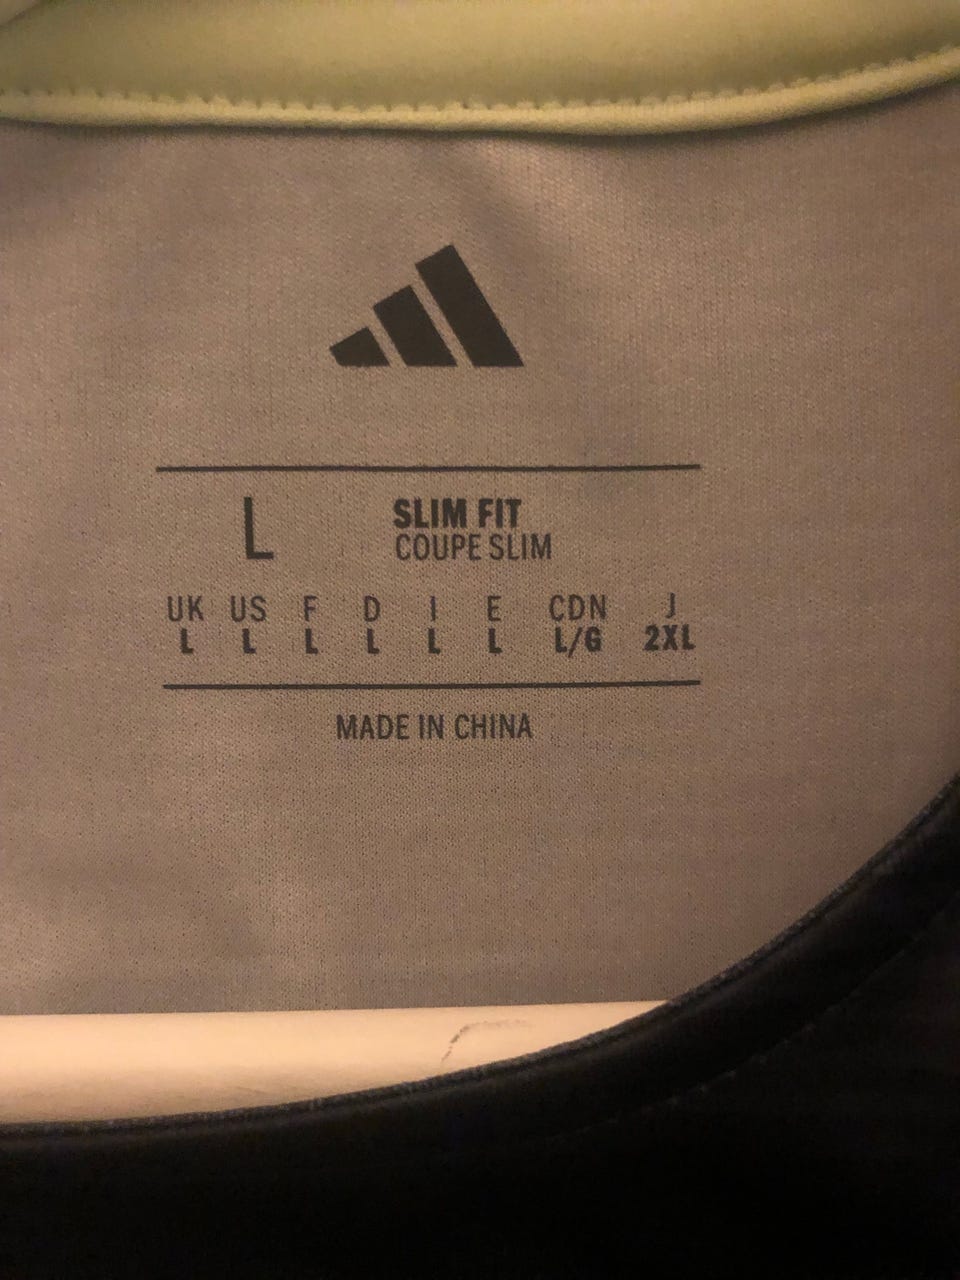 L
SLIM FIT
COUPE SLIM
UK US F D I E CDN J
L L L L L L L/G 2XL
MADE IN CHINA